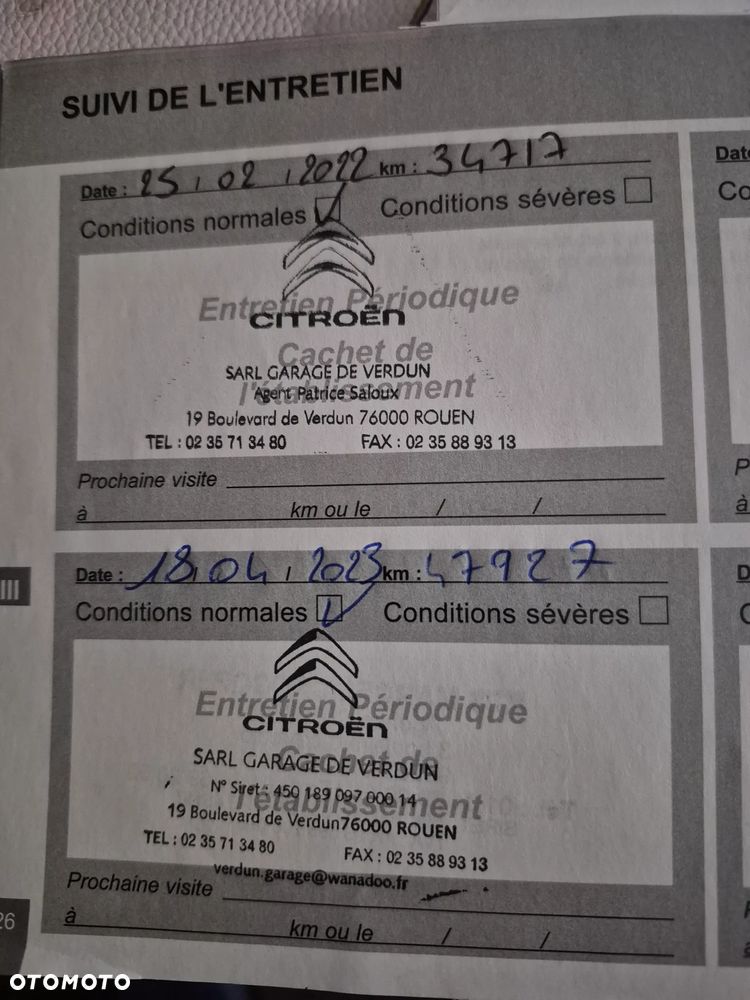 SUIVI DE L'ENTRETIEN
Date : 25 / 02 / 2022 km : 34717
Conditions normales Conditions sévères
Entretien Périodique
CITROËN
Cachet de
SARL GARAGE DE VERDUN
l'établissement
Agent Patrice Saloux
19 Boulevard de Verdun 76000 ROUEN
TEL : 02 35 71 34 80 FAX : 02 35 88 93 13
Prochaine visite
à km ou le / /
Date : 18 / 04 / 2023 km : 47927
Conditions normales Conditions sévères
Entretien Périodique
CITROËN
Cachet de
SARL GARAGE DE VERDUN
N° Siret : 450 189 097 000 14
l'établissement
19 Boulevard de Verdun 76000 ROUEN
TEL : 02 35 71 34 80 FAX : 02 35 88 93 13
verdun.garage@wanadoo.fr
Prochaine visite
à km ou le / /
III
26
Date
Co
P
à
D
C
OTOMOTO